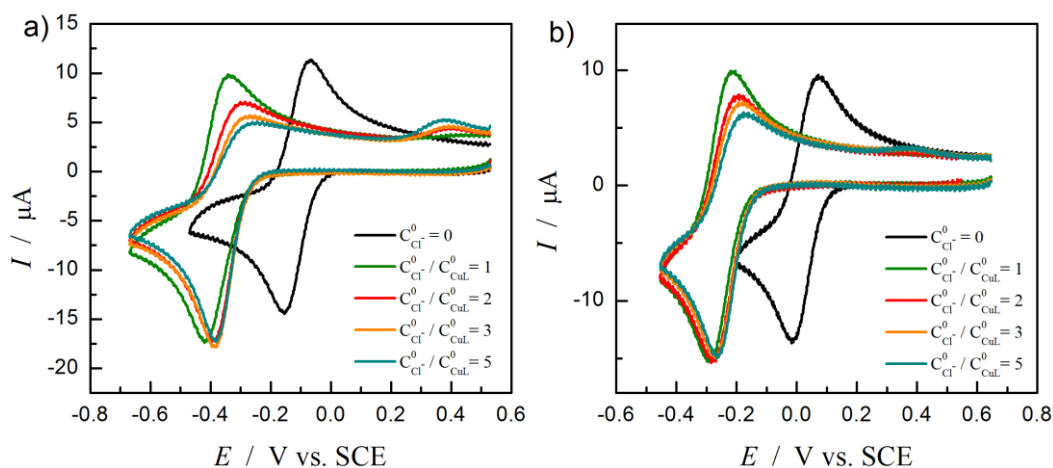 a)
I / μA
15
10
5
0
-5
-10
-15
-20
-0.8 -0.6 -0.4 -0.2 0.0 0.2 0.4 0.6
E / V vs. SCE
C⁰Cl⁻ = 0
C⁰Cl⁻ / C⁰CuL = 1
C⁰Cl⁻ / C⁰CuL = 2
C⁰Cl⁻ / C⁰CuL = 3
C⁰Cl⁻ / C⁰CuL = 5
b)
I / μA
10
0
-10
-0.6 -0.4 -0.2 0.0 0.2 0.4 0.6 0.8
E / V vs. SCE
C⁰Cl⁻ = 0
C⁰Cl⁻ / C⁰CuL = 1
C⁰Cl⁻ / C⁰CuL = 2
C⁰Cl⁻ / C⁰CuL = 3
C⁰Cl⁻ / C⁰CuL = 5